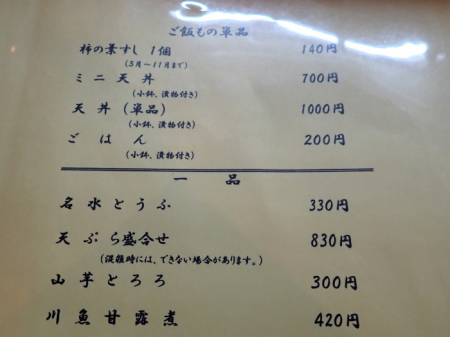 ご飯もの単品
柿の葉すし 1個 140円
(5月～11月まで)
ミニ天丼 700円
(小鉢、漬物付き)
天丼(単品) 1000円
(小鉢、漬物付き)
ごはん 200円
(小鉢、漬物付き)
一品
名水とうふ 330円
天ぷら盛合せ 830円
(混雑時には、できない場合があります。)
山芋とろろ 300円
川魚甘露煮 420円